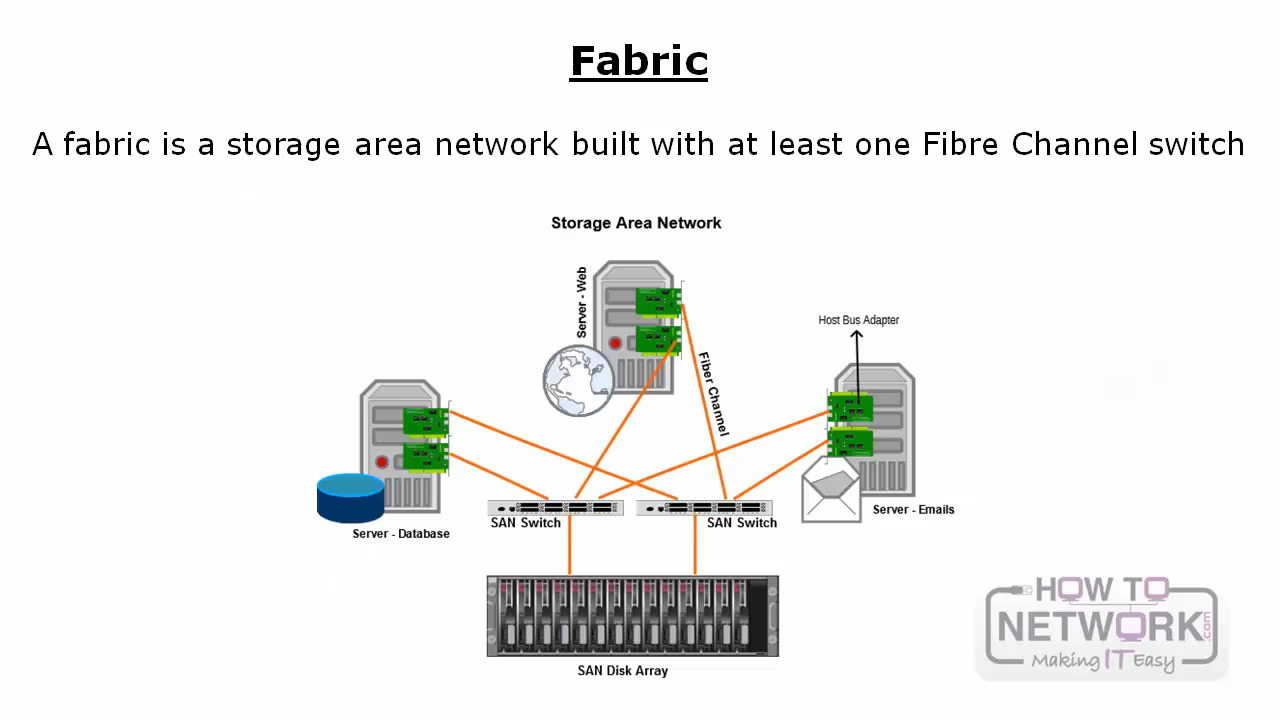 Fabric
A fabric is a storage area network built with at least one Fibre Channel switch
Storage Area Network
Server - Web
Host Bus Adapter
Fiber Channel
SAN Switch
SAN Switch
Server - Emails
Server - Database
SAN Disk Array
HOW TO
NETWORK.com
Making IT Easy